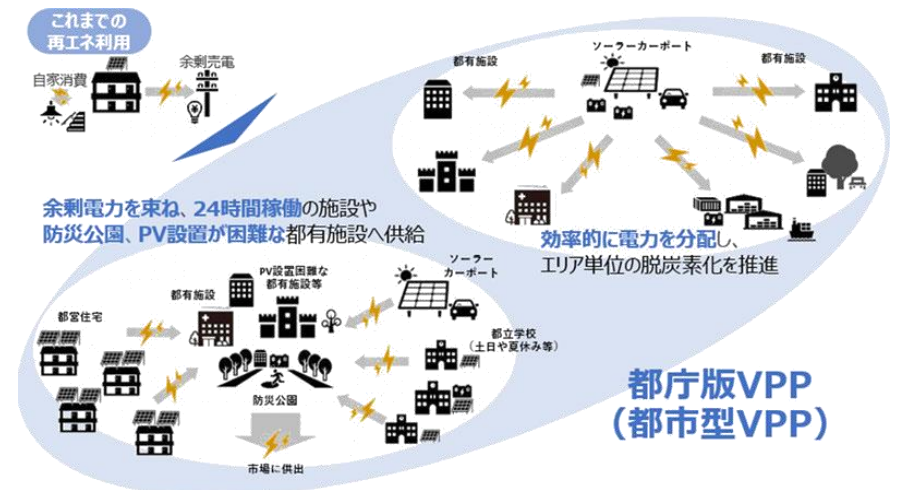 これまでの
再エネ利用
自家消費
余剰売電
ソーラーカーポート
都有施設
都有施設
余剰電力を束ね、24時間稼働の施設や
防災公園、PV設置が困難な都有施設へ供給
効率的に電力を分配し、
エリア単位の脱炭素化を推進
ソーラー
カーポート
PV設置困難な
都有施設等
都有施設
都営住宅
都立学校
（土日や夏休み等）
防災公園
市場に供出
都庁版VPP
（都市型VPP）